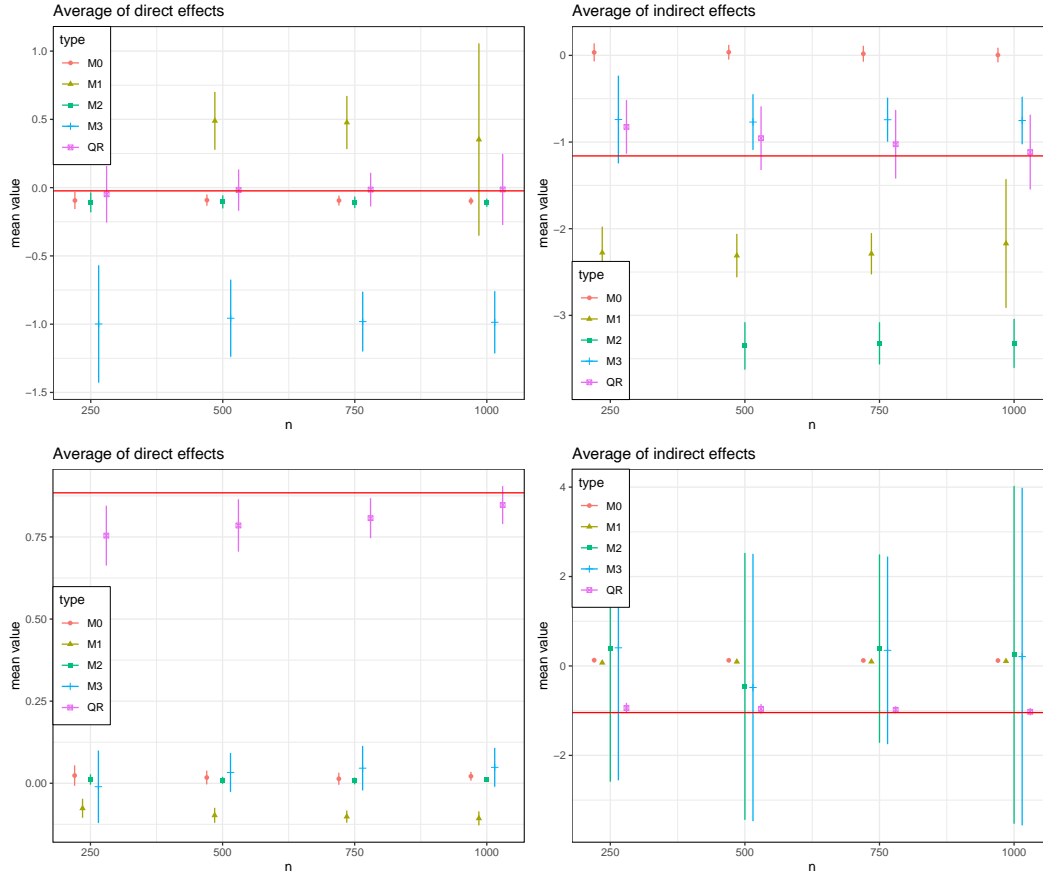 Average of direct effects
type
M0
M1
M2
M3
QR
mean value
1.0
0.5
0.0
−0.5
−1.0
−1.5
250
500
750
1000
n
Average of indirect effects
mean value
0
−1
−2
−3
type
M0
M1
M2
M3
QR
250
500
750
1000
n
Average of direct effects
mean value
0.75
0.50
0.25
0.00
type
M0
M1
M2
M3
QR
250
500
750
1000
n
Average of indirect effects
type
M0
M1
M2
M3
QR
mean value
4
2
0
−2
250
500
750
1000
n